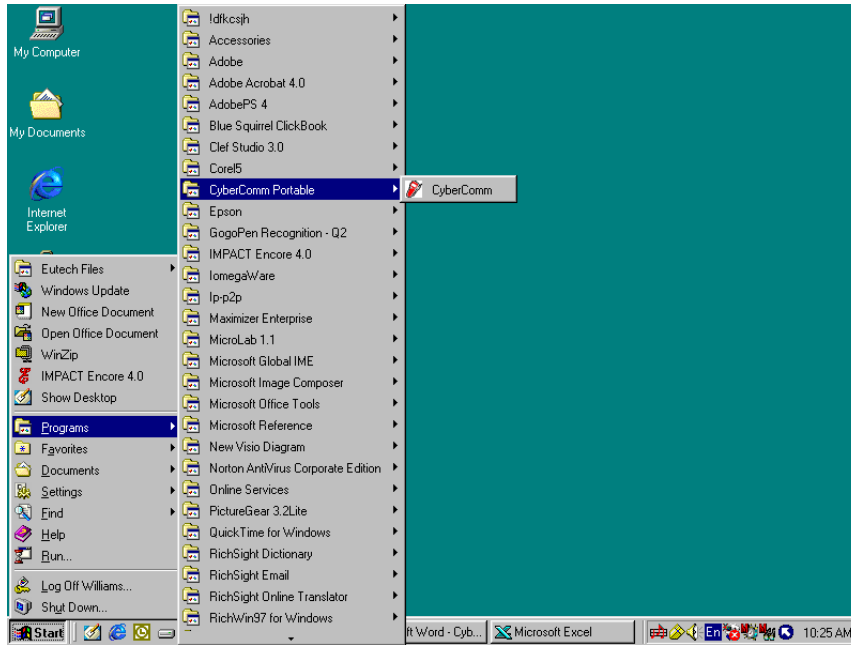 My Computer
My Documents
Internet
Explorer
Eutech Files
Windows Update
New Office Document
Open Office Document
WinZip
IMPACT Encore 4.0
Show Desktop
Programs
Favorites
Documents
Settings
Find
Help
Run...
Log Off Williams...
Shut Down...
!dfkcsjh
Accessories
Adobe
Adobe Acrobat 4.0
AdobePS 4
Blue Squirrel ClickBook
Clef Studio 3.0
Corel5
CyberComm Portable
Epson
GogoPen Recognition - Q2
IMPACT Encore 4.0
IomegaWare
Ip-p2p
Maximizer Enterprise
MicroLab 1.1
Microsoft Global IME
Microsoft Image Composer
Microsoft Office Tools
Microsoft Reference
New Visio Diagram
Norton AntiVirus Corporate Edition
Online Services
PictureGear 3.2Lite
QuickTime for Windows
RichSight Dictionary
RichSight Email
RichSight Online Translator
RichWin97 for Windows
CyberComm
Start
ft Word - Cyb...
Microsoft Excel
En
10:25 AM